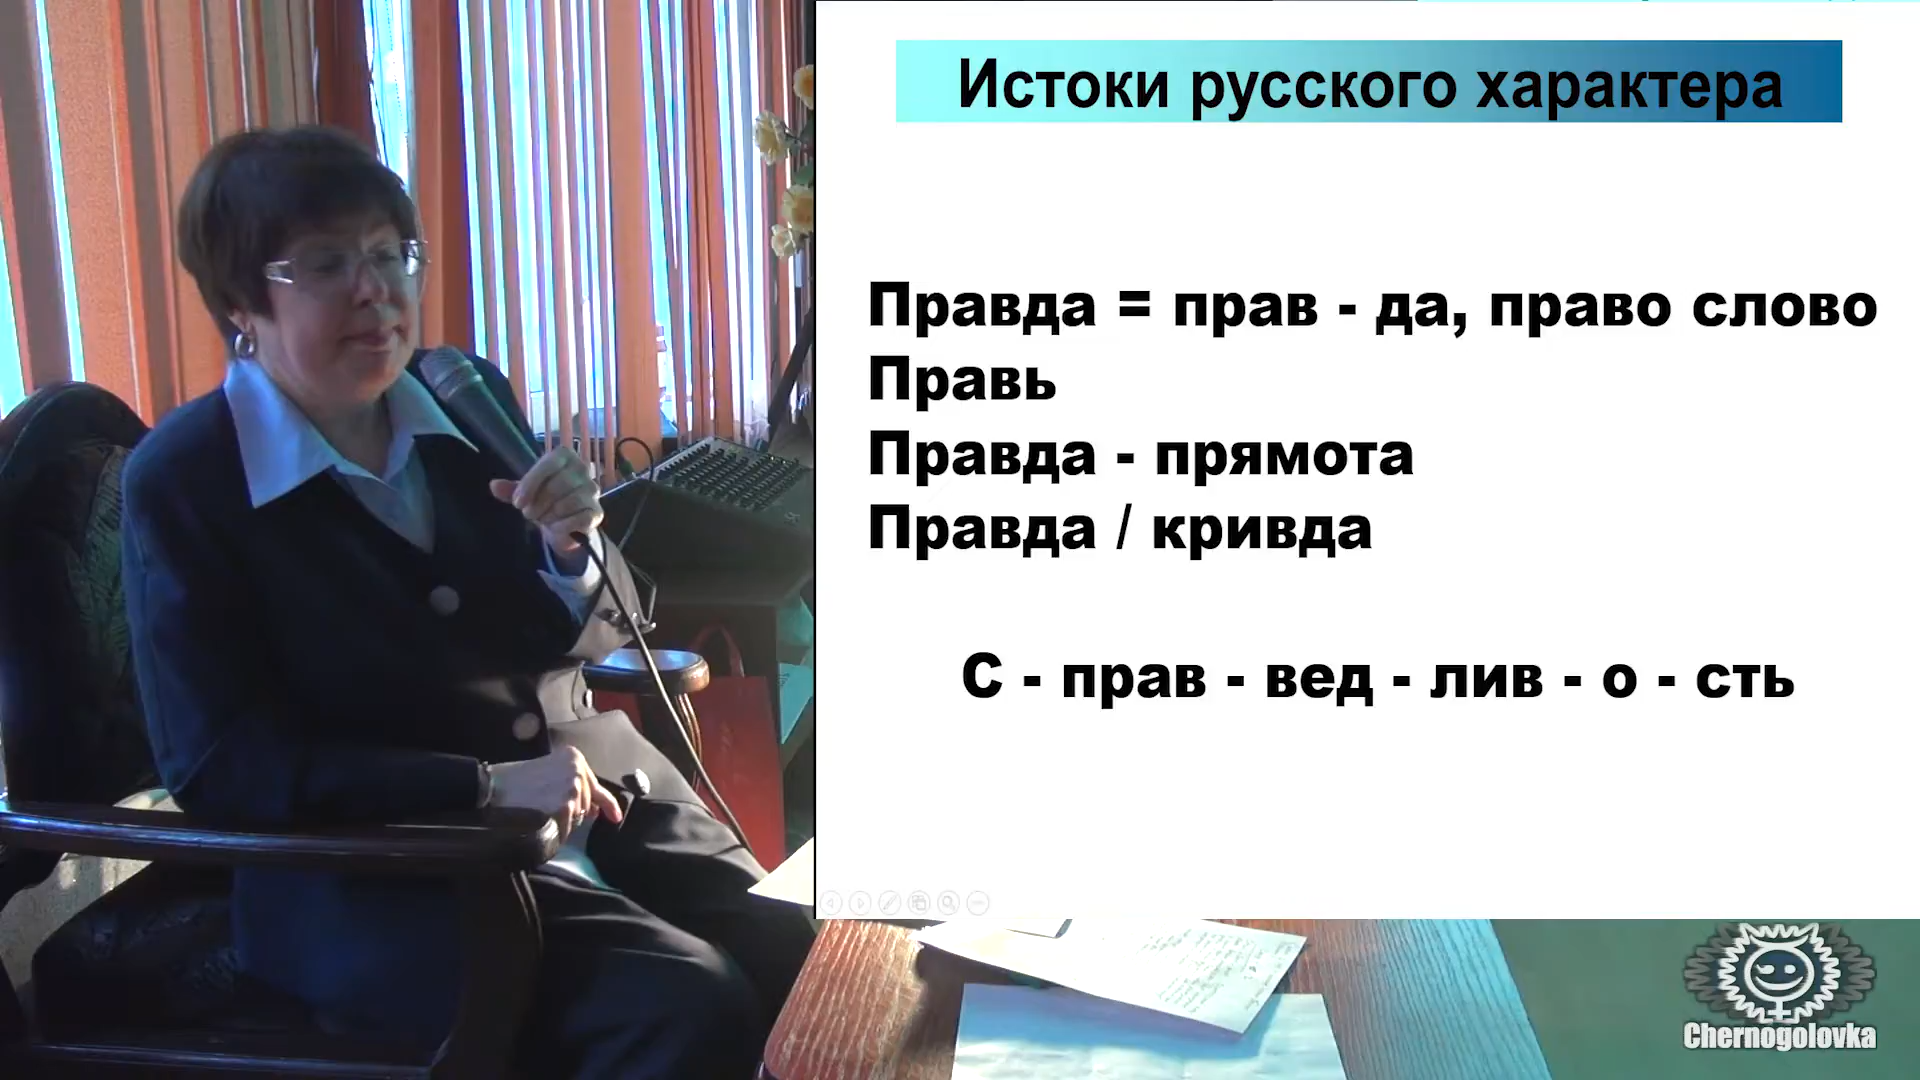 Истоки русского характера
Правда = прав - да, право слово
Правь
Правда - прямота
Правда / кривда
С - прав - вед - лив - о - сть
Chernogolovka